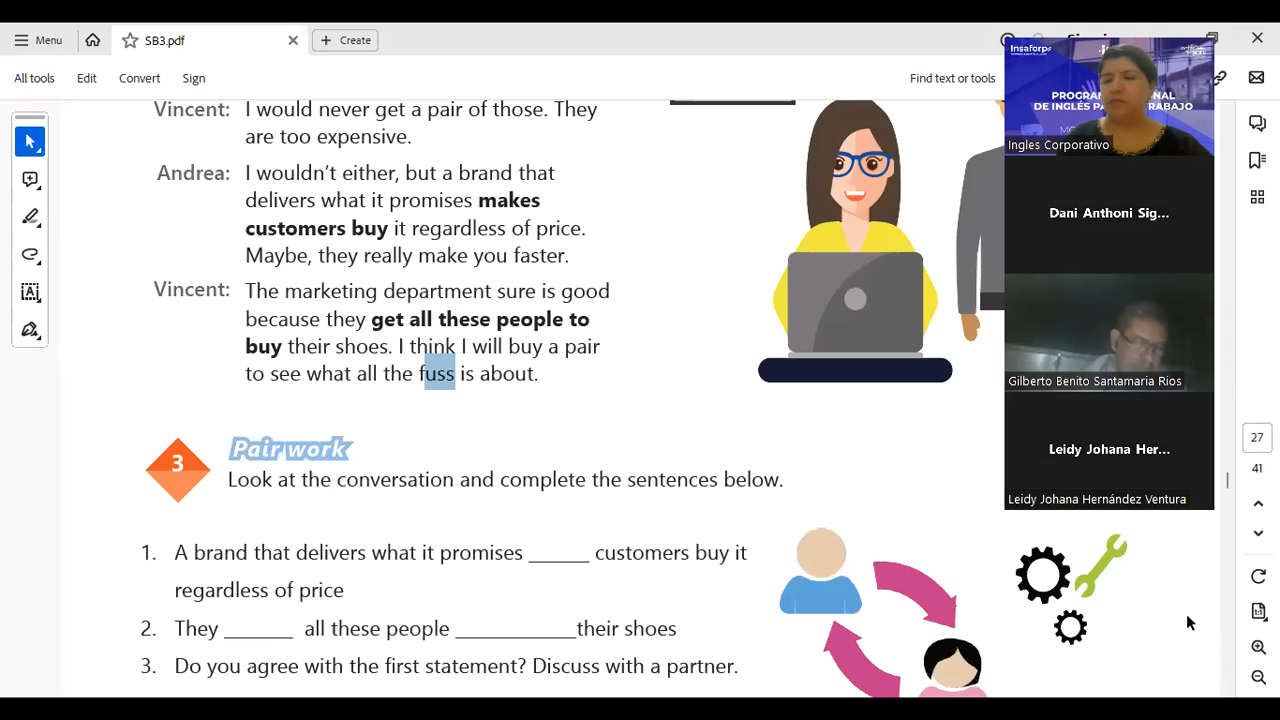 Menu
SB3.pdf
Create
All tools
Edit
Convert
Sign
Find text or tools
Vincent: I would never get a pair of those. They
are too expensive.
Andrea: I wouldn't either, but a brand that
delivers what it promises makes
customers buy it regardless of price.
Maybe, they really make you faster.
Vincent: The marketing department sure is good
because they get all these people to
buy their shoes. I think I will buy a pair
to see what all the fuss is about.
3
Pair work
Look at the conversation and complete the sentences below.
1. A brand that delivers what it promises ______ customers buy it
regardless of price
2. They _______ all these people ____________their shoes
3. Do you agree with the first statement? Discuss with a partner.
Insaforp
Ingles Corporativo
Dani Anthoni Sig...
Gilberto Benito Santamaria Rios
Leidy Johana Her...
Leidy Johana Hernández Ventura
27
41